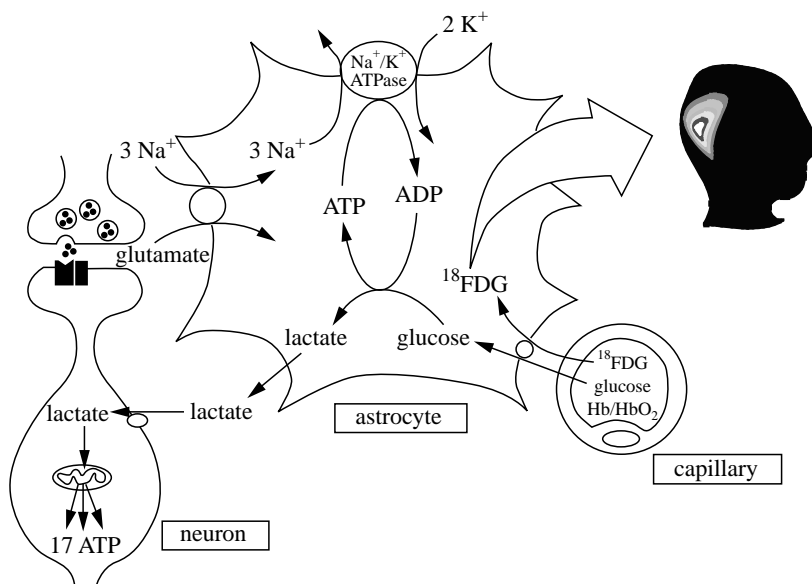 2 K⁺
Na⁺/K⁺
ATPase
3 Na⁺
3 Na⁺
ATP
ADP
glutamate
¹⁸FDG
lactate
glucose
¹⁸FDG
glucose
Hb/HbO₂
lactate
lactate
astrocyte
capillary
17 ATP
neuron